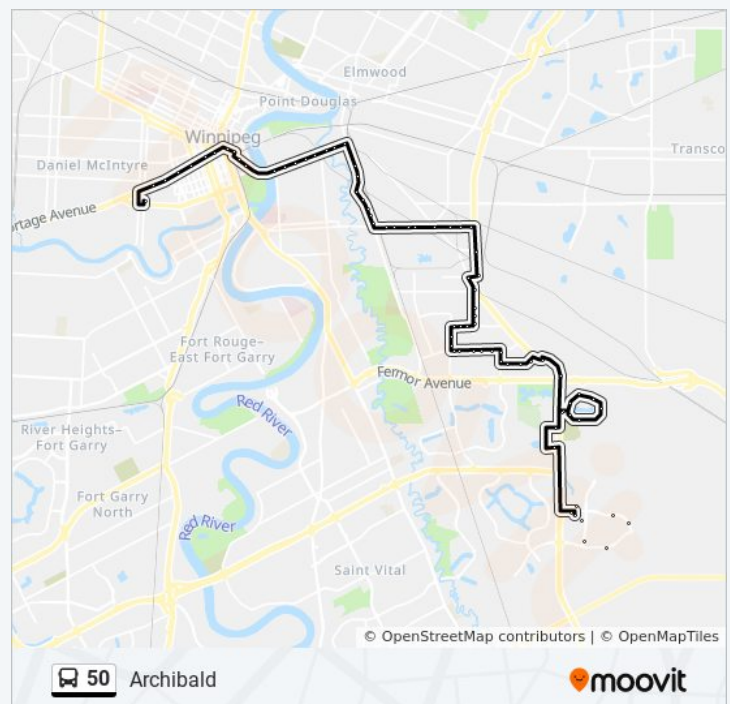 Elmwood
Point Douglas
Winnipeg
Transco
Daniel McIntyre
rtage Avenue
Fort Rouge–
East Fort Garry
Fermor Avenue
Red River
River Heights–
Fort Garry
Fort Garry
North
Red River
Saint Vital
© OpenStreetMap contributors | © OpenMapTiles
50 Archibald
moovit